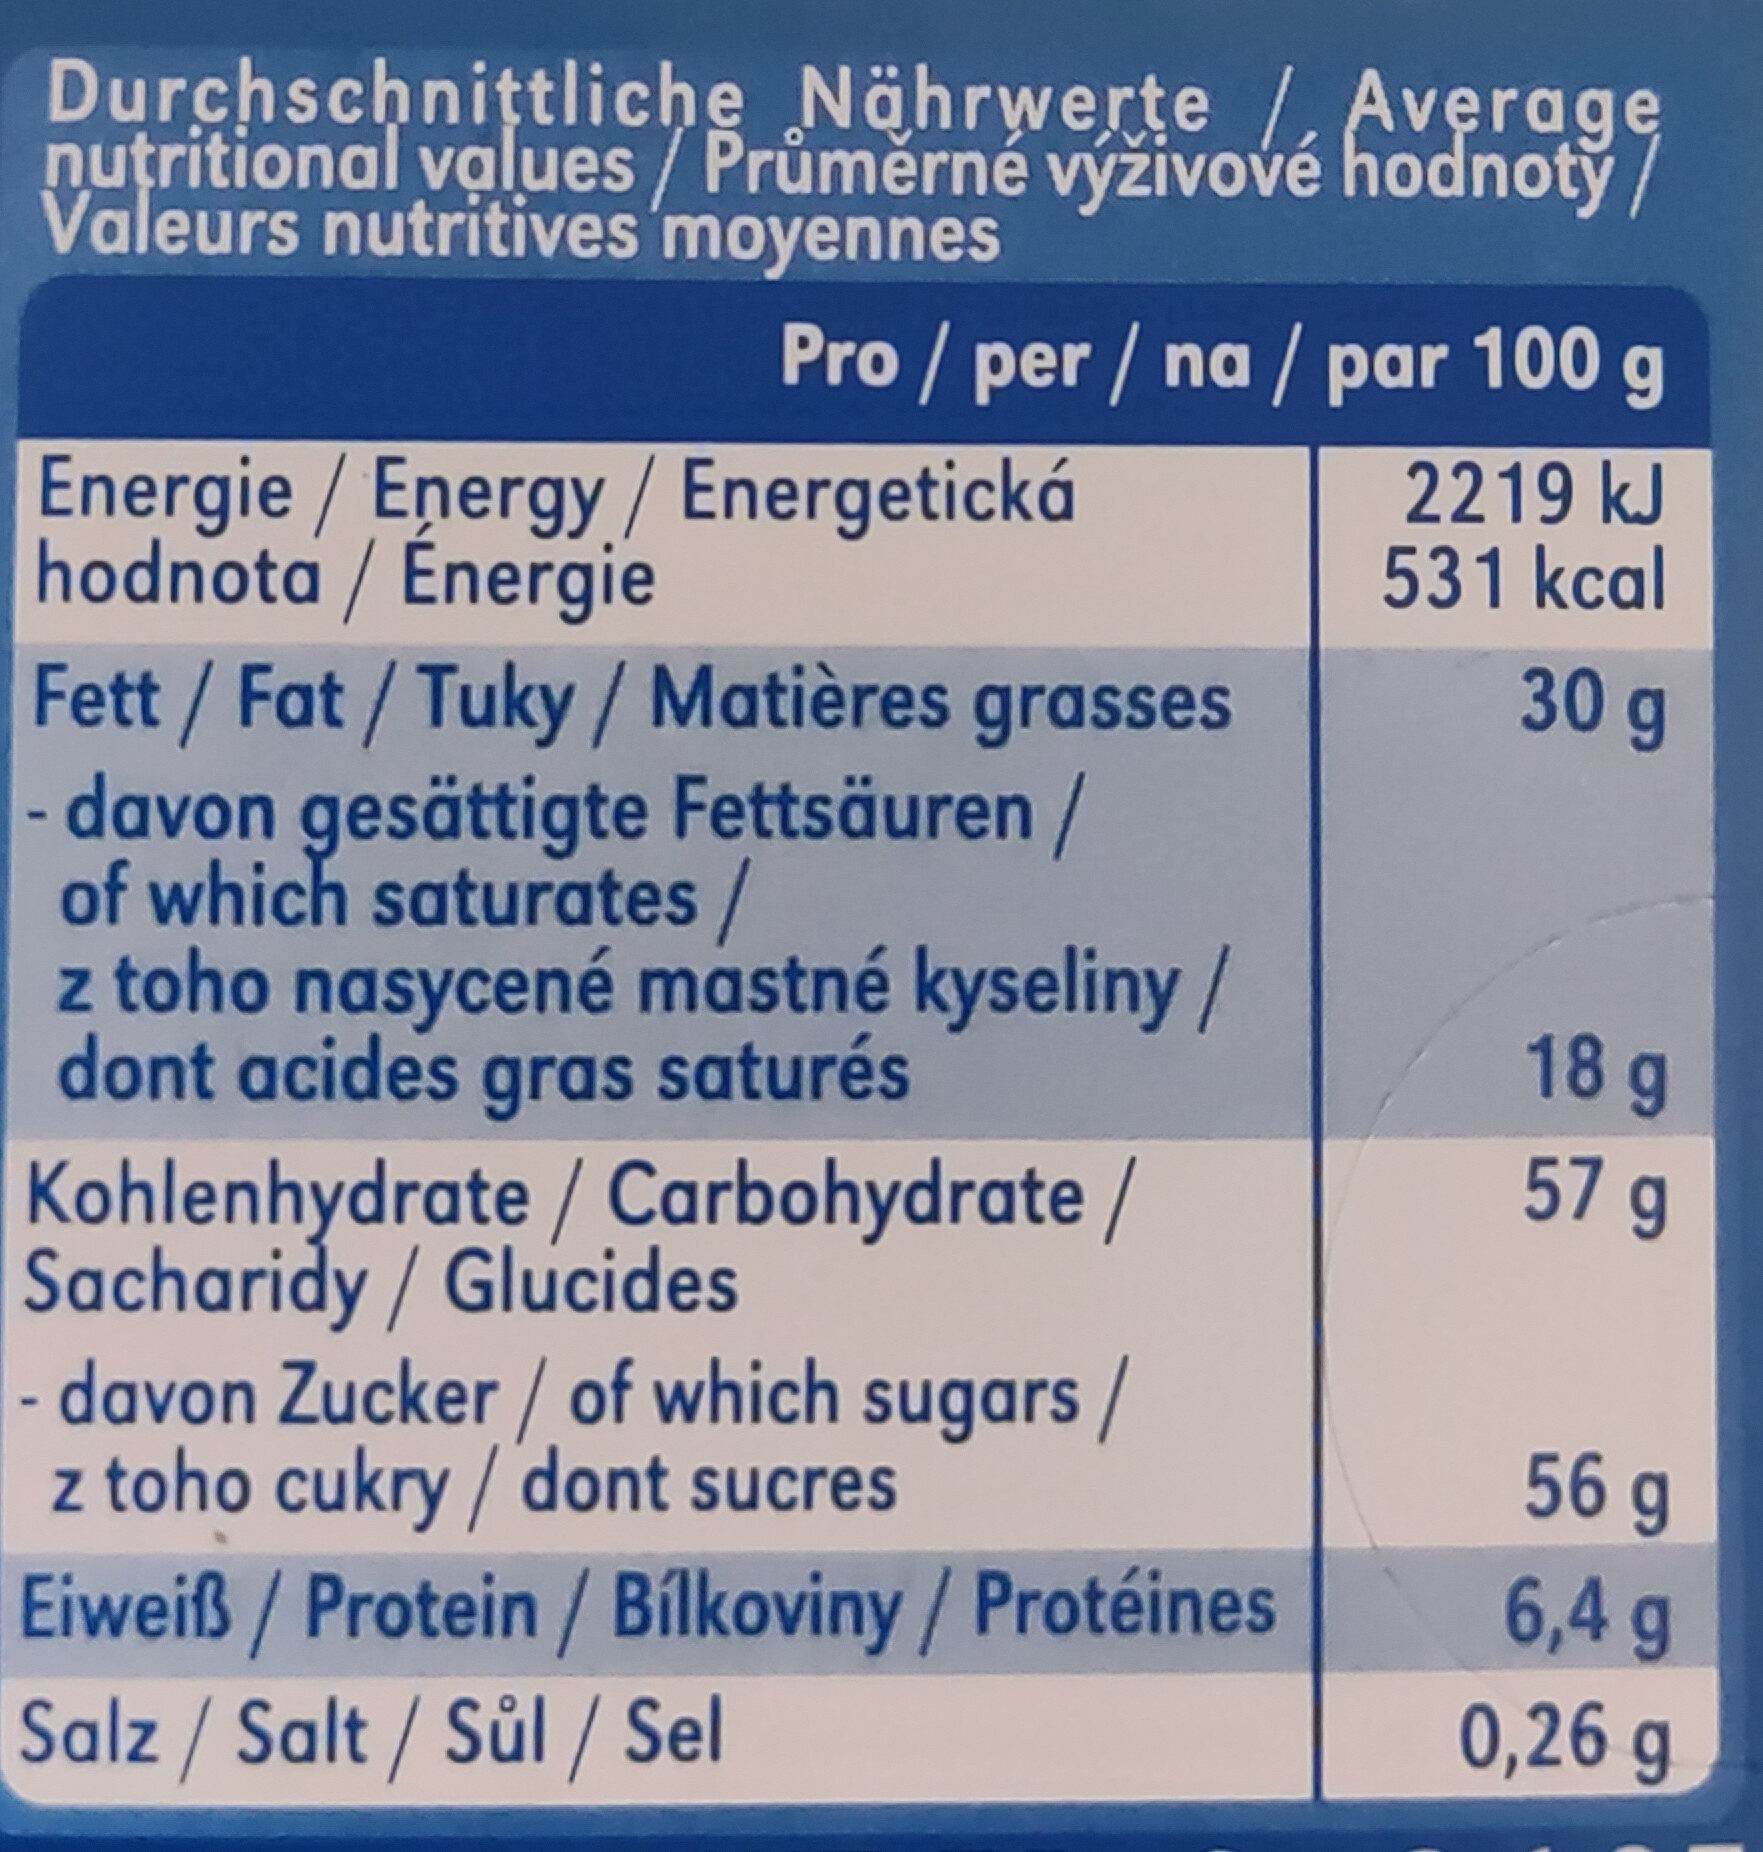 Durchschnittliche Nährwerte / Average
nutritional values / Průměrné výživové hodnoty /
Valeurs nutritives moyennes
Pro / per / na / par 100 g
Energie / Energy / Energetická 2219 kJ
hodnota / Énergie 531 kcal
Fett / Fat / Tuky / Matières grasses 30 g
- davon gesättigte Fettsäuren /
of which saturates /
z toho nasycené mastné kyseliny /
dont acides gras saturés 18 g
Kohlenhydrate / Carbohydrate / 57 g
Sacharidy / Glucides
- davon Zucker / of which sugars /
z toho cukry / dont sucres 56 g
Eiweiß / Protein / Bílkoviny / Protéines 6,4 g
Salz / Salt / Sůl / Sel 0,26 g